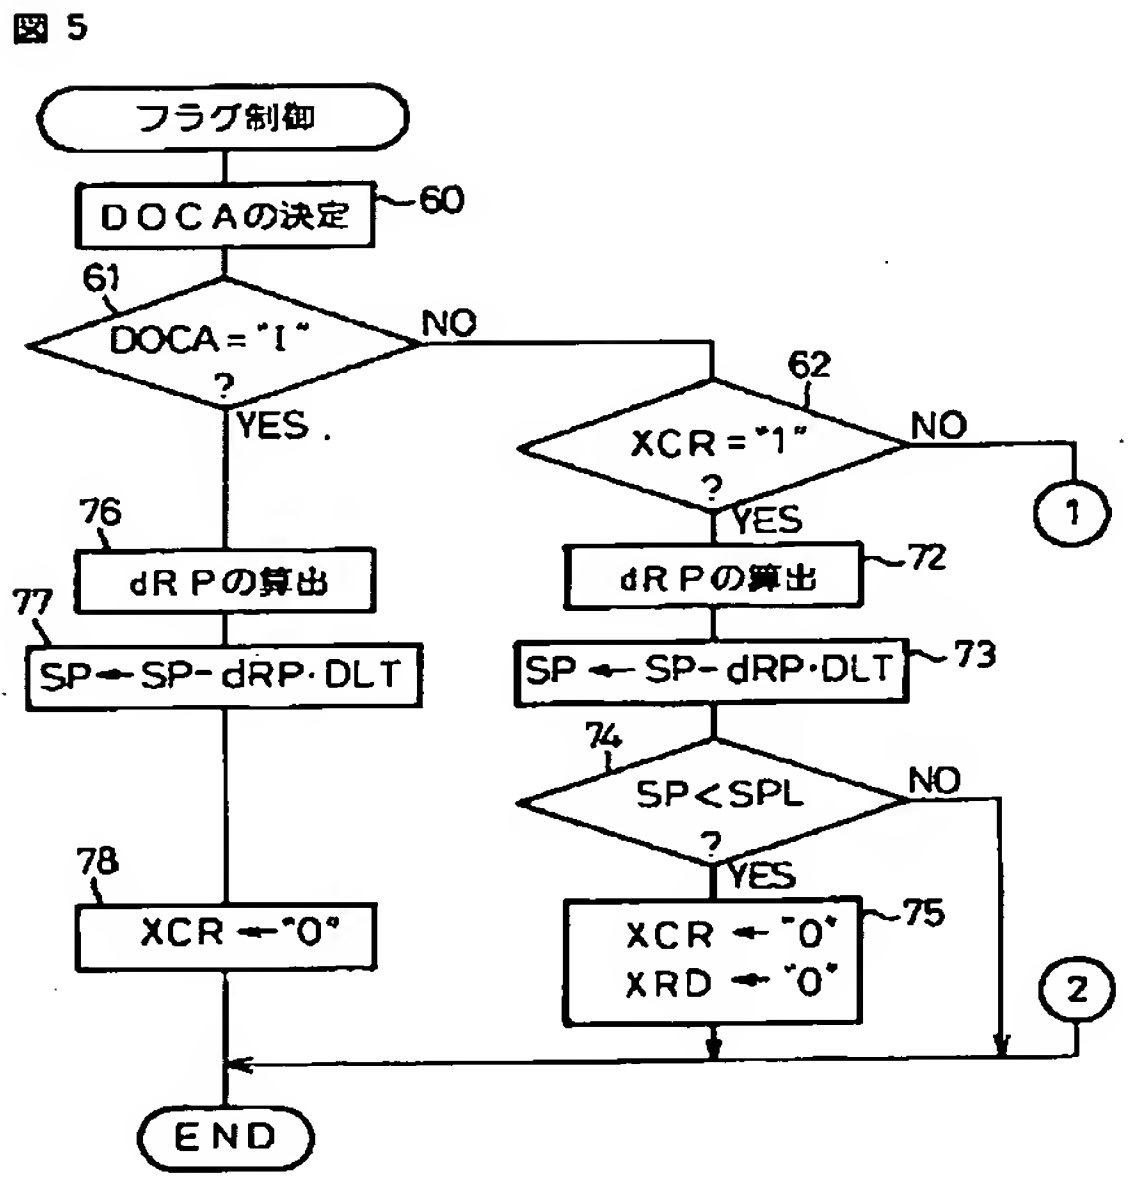 図 5
フラグ制御
DOCAの決定
60
61
DOCA="I"
?
NO
YES
62
XCR="1"
?
NO
YES
1
76
dRPの算出
72
dRPの算出
77
SP←SP-dRP·DLT
73
SP←SP-dRP·DLT
74
SP<SPL
?
NO
YES
78
XCR←"0"
75
XCR←"0"
XRD←"0"
2
END